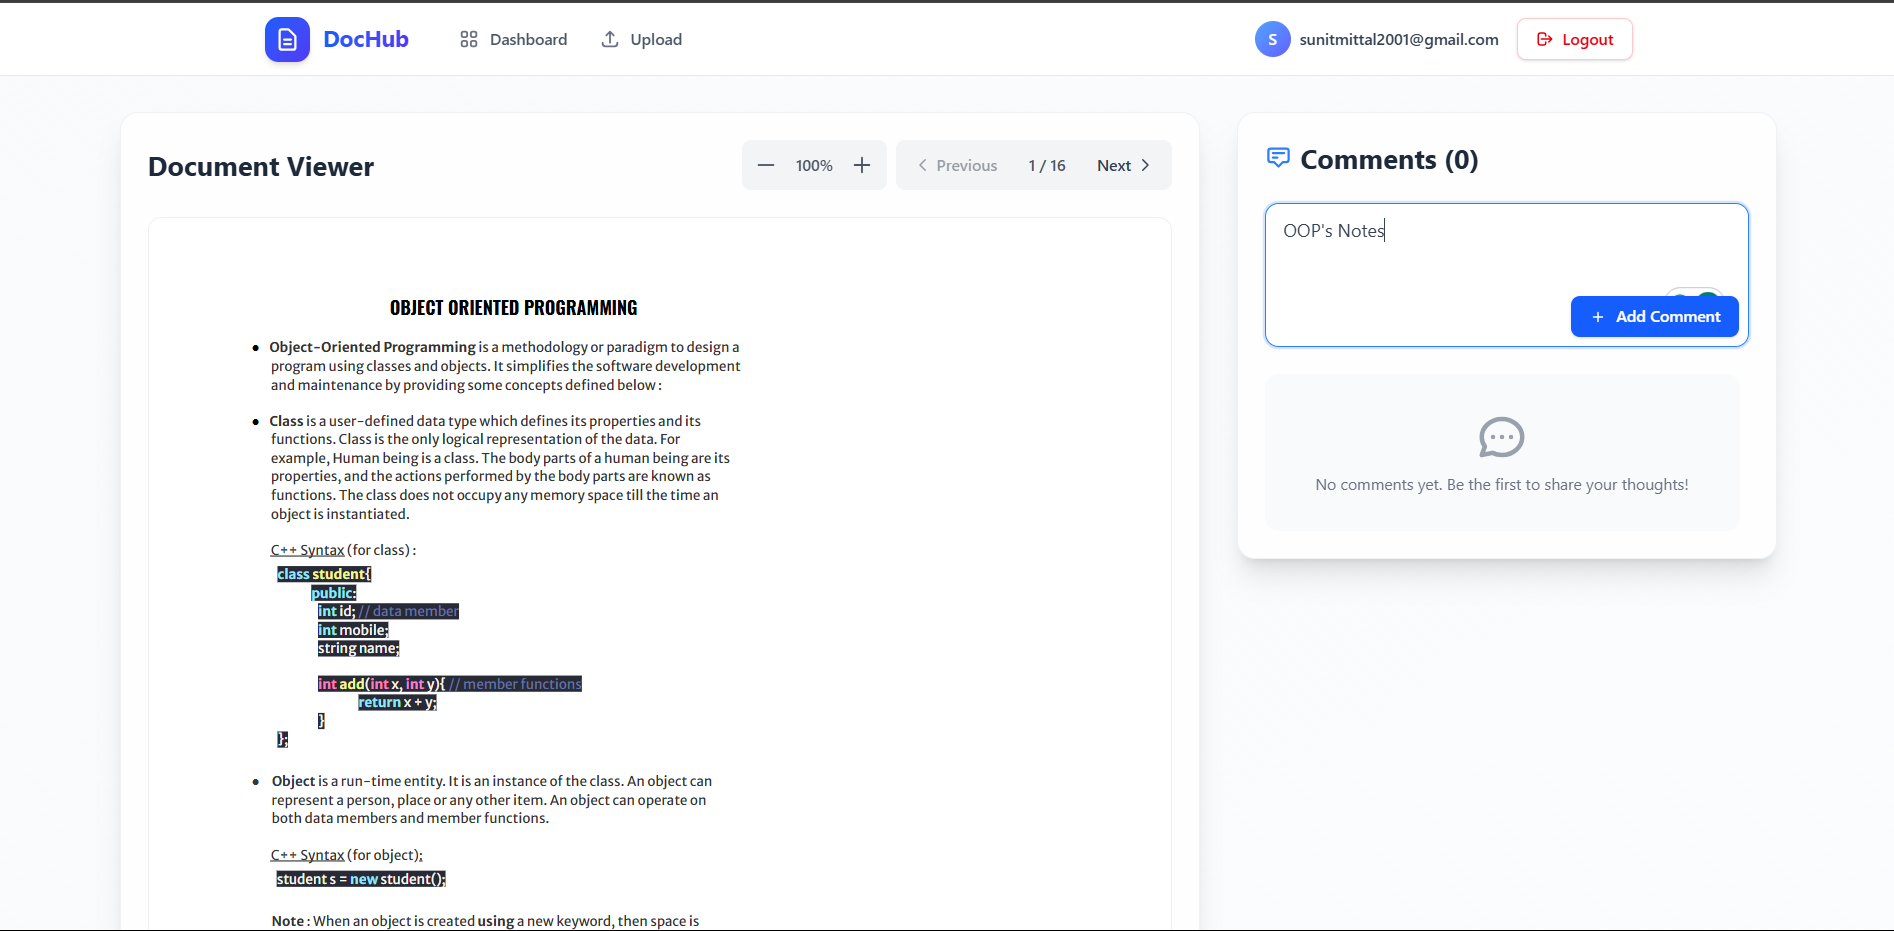 DocHub
Dashboard
Upload
S
sunitmittal2001@gmail.com
Logout
Document Viewer
100%
Previous
1 / 16
Next
OBJECT ORIENTED PROGRAMMING
● Object-Oriented Programming is a methodology or paradigm to design a
program using classes and objects. It simplifies the software development
and maintenance by providing some concepts defined below :
● Class is a user-defined data type which defines its properties and its
functions. Class is the only logical representation of the data. For
example, Human being is a class. The body parts of a human being are its
properties, and the actions performed by the body parts are known as
functions. The class does not occupy any memory space till the time an
object is instantiated.
C++ Syntax (for class) :
class student{
public:
int id; // data member
int mobile;
string name;
int add(int x, int y){ // member functions
return x + y;
}
};
● Object is a run-time entity. It is an instance of the class. An object can
represent a person, place or any other item. An object can operate on
both data members and member functions.
C++ Syntax (for object);
student s = new student();
Note : When an object is created using a new keyword, then space is
Comments (0)
OOP's Notes
+ Add Comment
No comments yet. Be the first to share your thoughts!